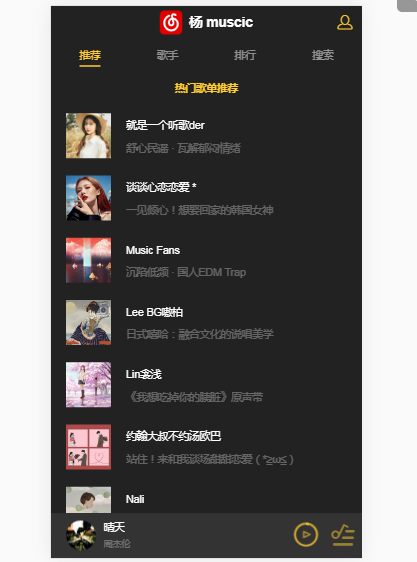 杨 muscic
推荐 歌手 排行 搜索
热门歌单推荐
就是一个听歌der
舒心民谣 · 瓦解郁闷情绪
谈谈心恋恋爱 *
一见倾心！想娶回家的韩国女神
Music Fans
沉陷低频 · 国人EDM Trap
Lee BG嗷柏
日式嘻哈：融合文化的说唱美学
Lin衾浅
《我想吃掉你的胰脏》原声带
约翰大叔不约汤欧巴
站住！来和我谈场甜甜恋爱（*≧ω≦）
Nali
晴天
周杰伦